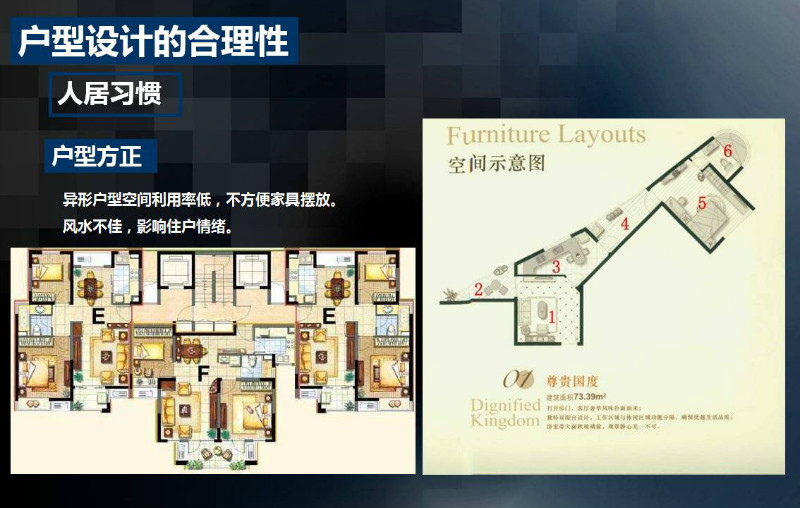 户型设计的合理性
人居习惯
户型方正
异形户型空间利用率低，不方便家具摆放。
风水不佳，影响住户情绪。
E
F
E
Furniture Layouts
空间示意图
6
5
4
3
2
1
01
尊贵国度
建筑面积73.39m²
Dignified
Kingdom